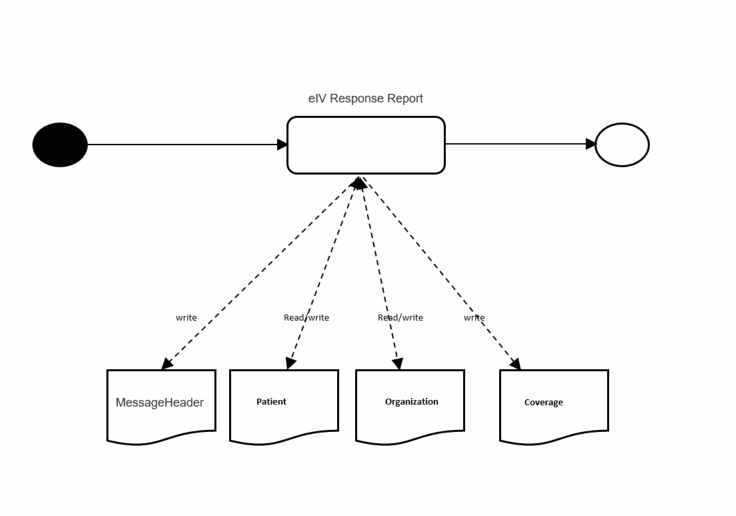 eIV Response Report
write
Read/write
Read/write
write
MessageHeader
Patient
Organization
Coverage